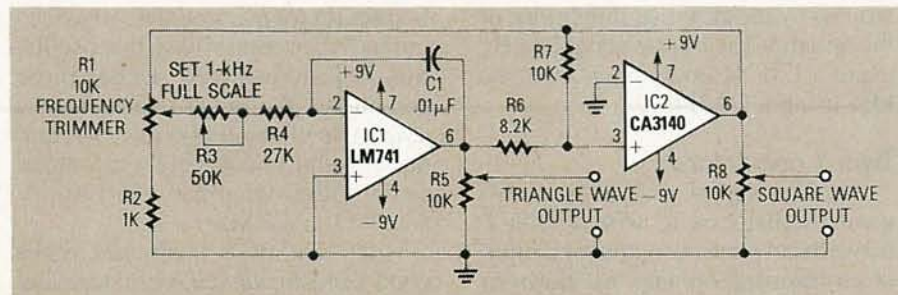 R1
10K
FREQUENCY
TRIMMER
SET 1-kHz
FULL SCALE
R3
50K
R4
27K
R2
1K
+9V
C1
.01µF
2
7
IC1
LM741
6
3
4
-9V
R5
10K
R6
8.2K
R7
10K
TRIANGLE WAVE
OUTPUT
+9V
2
7
IC2
CA3140
6
3
4
-9V
R8
10K
SQUARE WAVE
OUTPUT